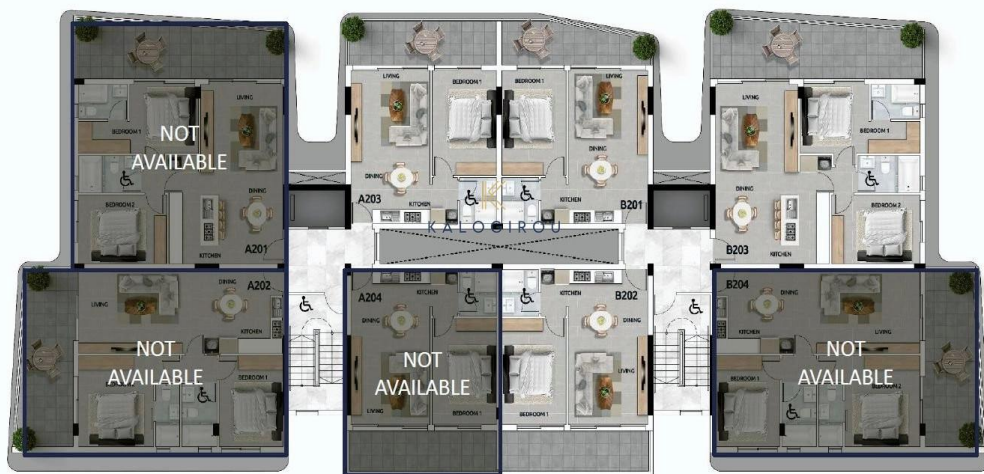 LIVING
BEDROOM 1
NOT
AVAILABLE
BEDROOM 2
DINING
KITCHEN
A201
LIVING
BEDROOM 1
DINING
A203
KITCHEN
BEDROOM 1
LIVING
DINING
KITCHEN
B201
LIVING
BEDROOM 1
DINING
BEDROOM 2
B203
KITCHEN
KALOGIROU
A202
DINING
LIVING
KITCHEN
NOT
AVAILABLE
BEDROOM 1
A204
KITCHEN
DINING
NOT
AVAILABLE
LIVING
BEDROOM 1
KITCHEN
B202
DINING
BEDROOM 1
LIVING
B204
DINING
KITCHEN
LIVING
NOT
AVAILABLE
BEDROOM 1
BEDROOM 2